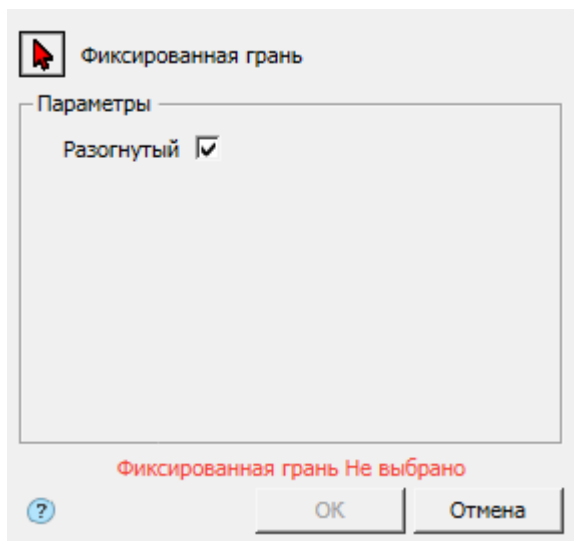 Фиксированная грань
Параметры
Разогнутый
Фиксированная грань Не выбрано
?
OK
Отмена